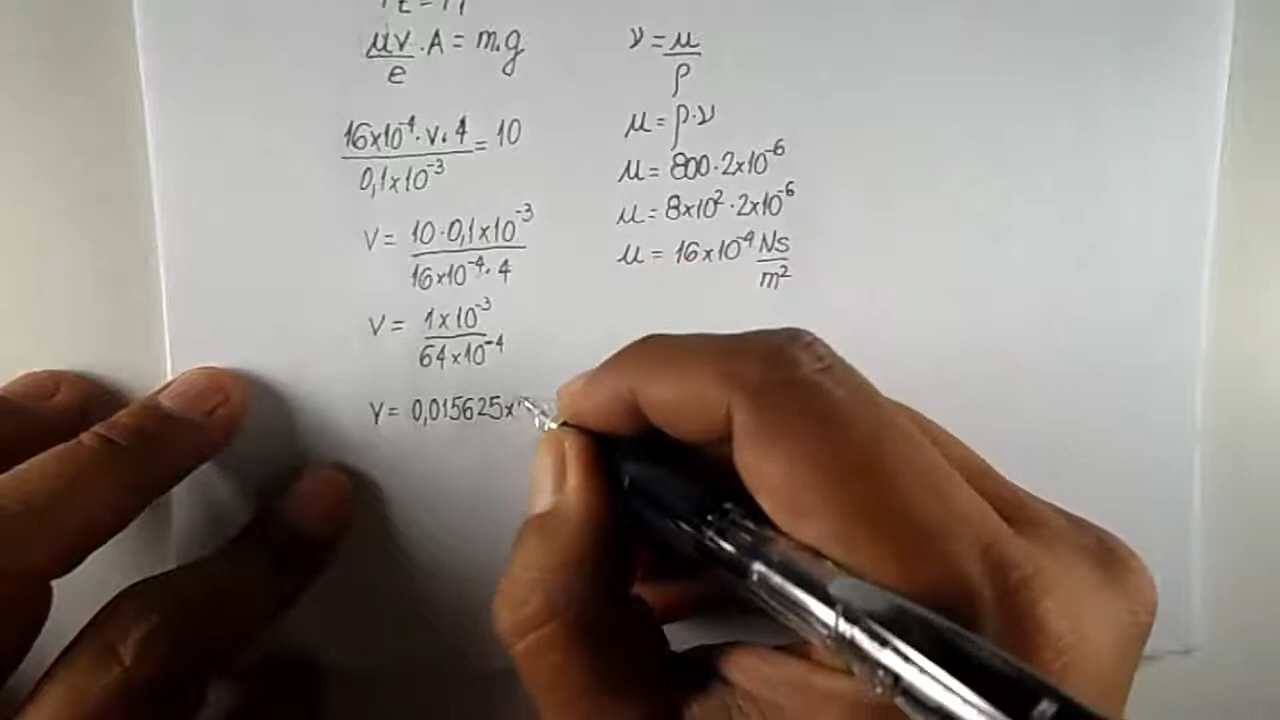 μv/e . A = m.g
16x10⁻⁴ . v . 4 / 0,1x10⁻³ = 10
V = 10 . 0,1x10⁻³ / 16x10⁻⁴ . 4
V = 1x10⁻³ / 64x10⁻⁴
V = 0,015625x
ν = μ/ρ
μ = ρ.ν
μ = 800 . 2x10⁻⁶
μ = 8x10² . 2x10⁻⁶
μ = 16x10⁻⁴ Ns/m²